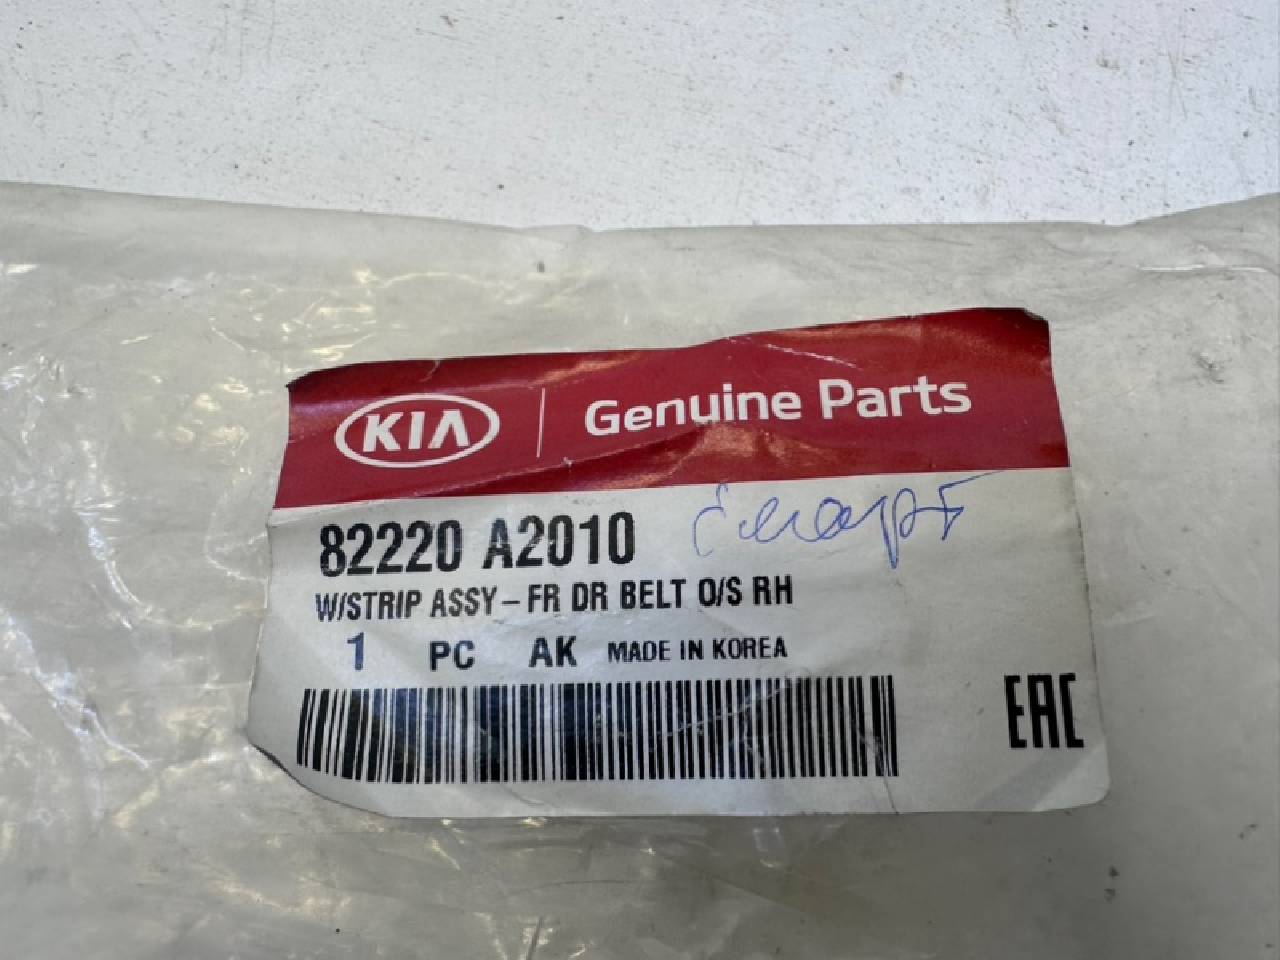 KIA Genuine Parts
82220 A2010
W/STRIP ASSY-FR DR BELT O/S RH
1 PC AK MADE IN KOREA
EAC